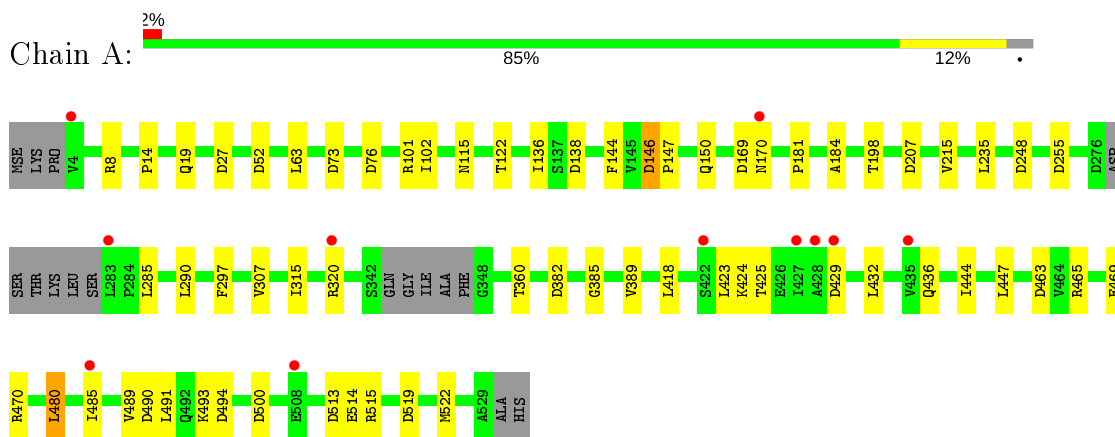 2%
Chain A:
85% 12% •
MSE LYS PRO V4 R8 P14 Q19 D27 D52 L63 D73 D76 R101 I102 N115 T122 I136 S137 D138 F144 V145 D146 P147 Q150 D169 N170 P181 A184 T198 D207 V215 L235 D248 D255 D276 ASP
SER THR LYS LEU SER L283 P284 L285 L290 F297 V307 I315 R320 S342 GLN GLY ILE ALA PHE G348 T360 D382 G385 V389 L418 S422 L423 K424 T425 E426 I427 A428 D429 L432 V435 Q436 I444 L447 D463 V464 R465
R470 L480 I485 V489 D490 L491 Q492 K493 D494 D500 E508 D513 E514 R515 D519 M522 A529 ALA HIS